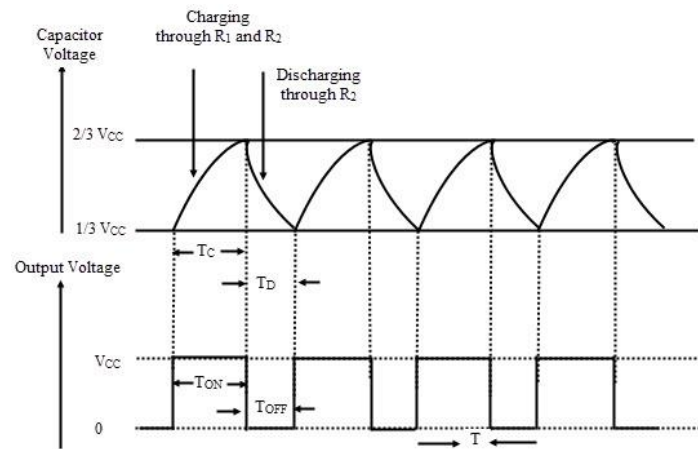 Charging
through R1 and R2
Capacitor
Voltage
Discharging
through R2
2/3 VCC
1/3 VCC
TC
Output Voltage
TD
VCC
TON
TOFF
0
T